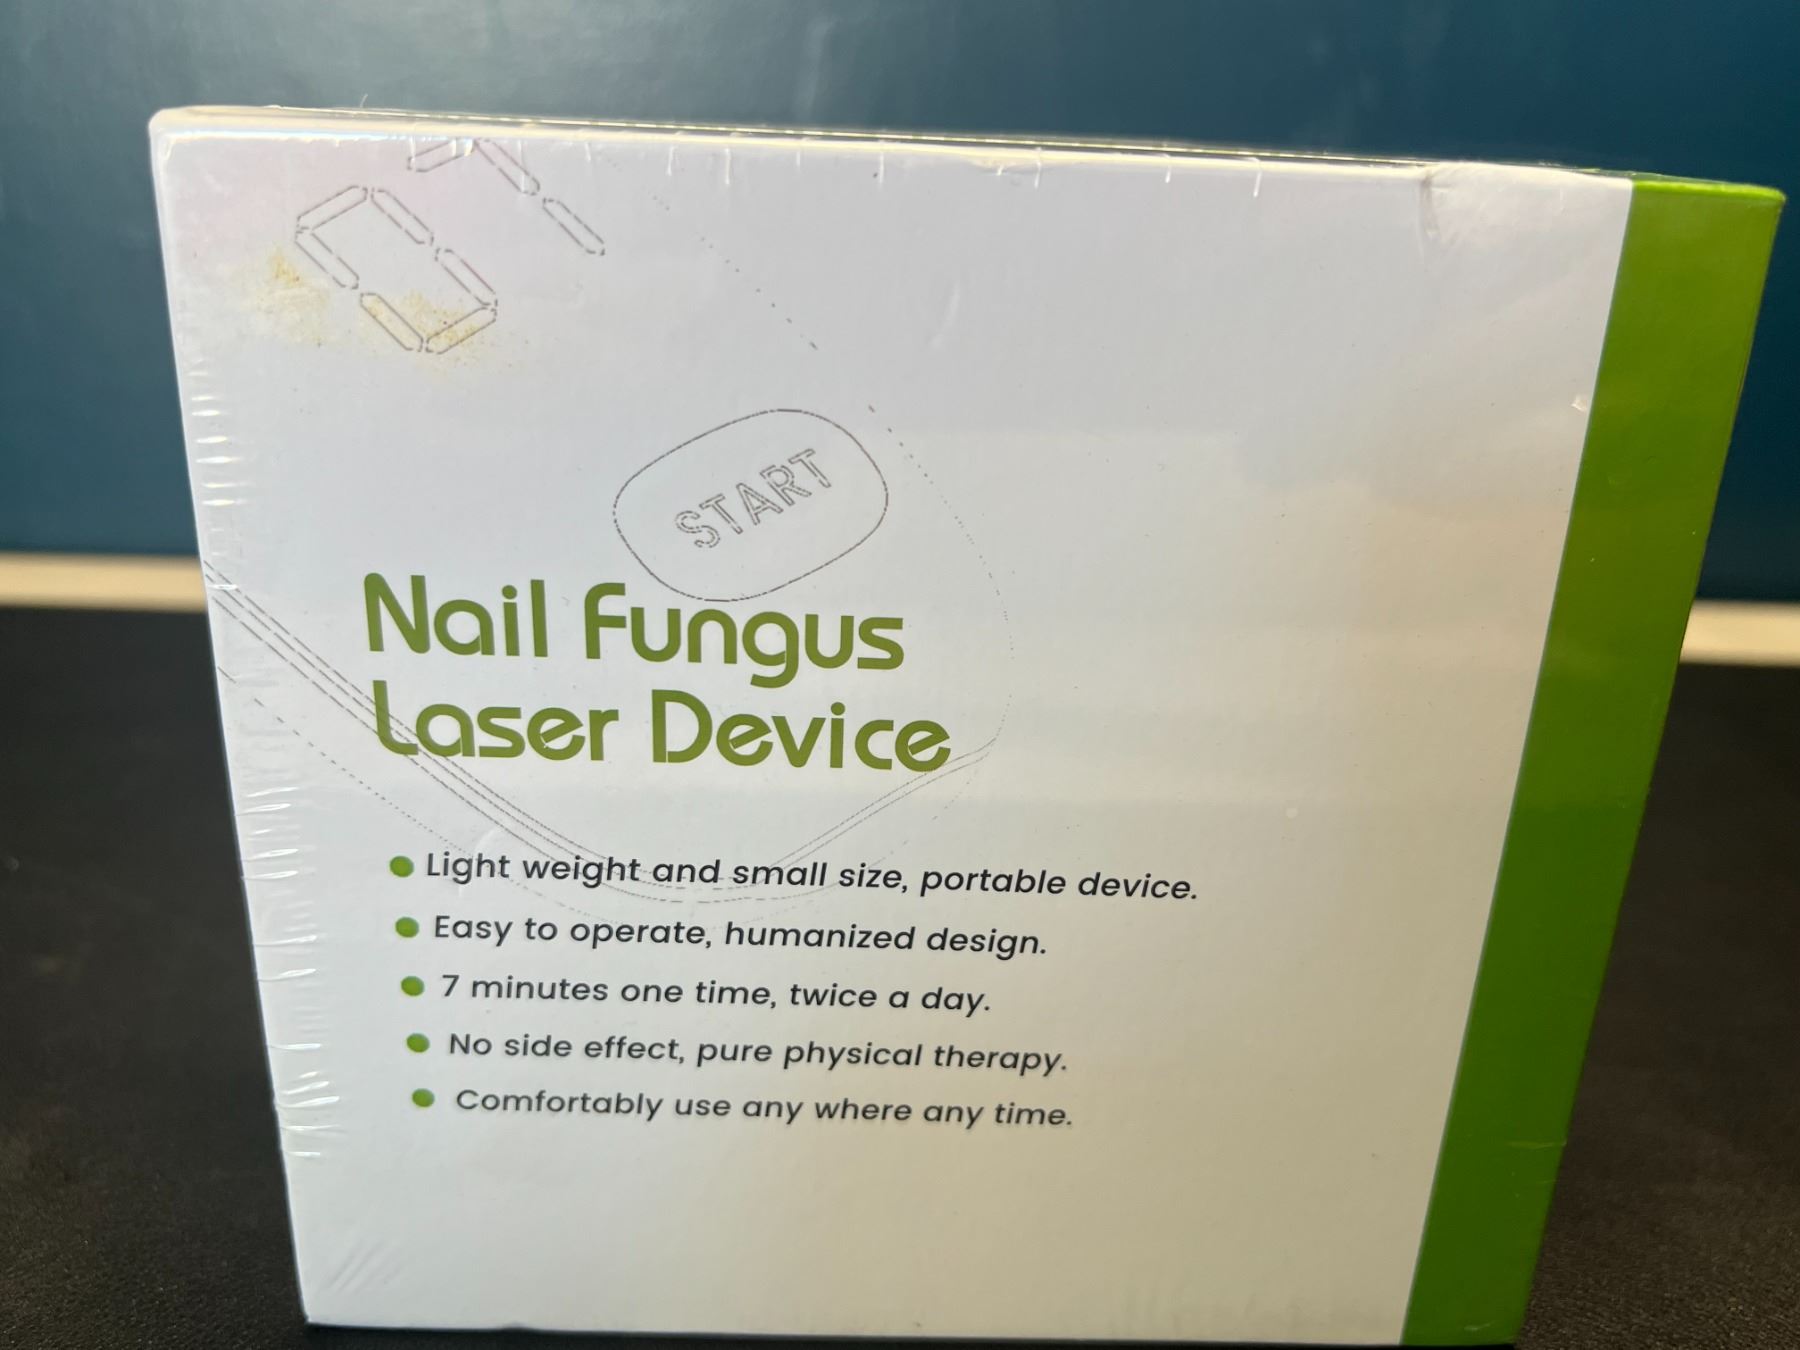 START
Nail Fungus
Laser Device
Light weight and small size, portable device.
Easy to operate, humanized design.
7 minutes one time, twice a day.
No side effect, pure physical therapy.
Comfortably use any where any time.